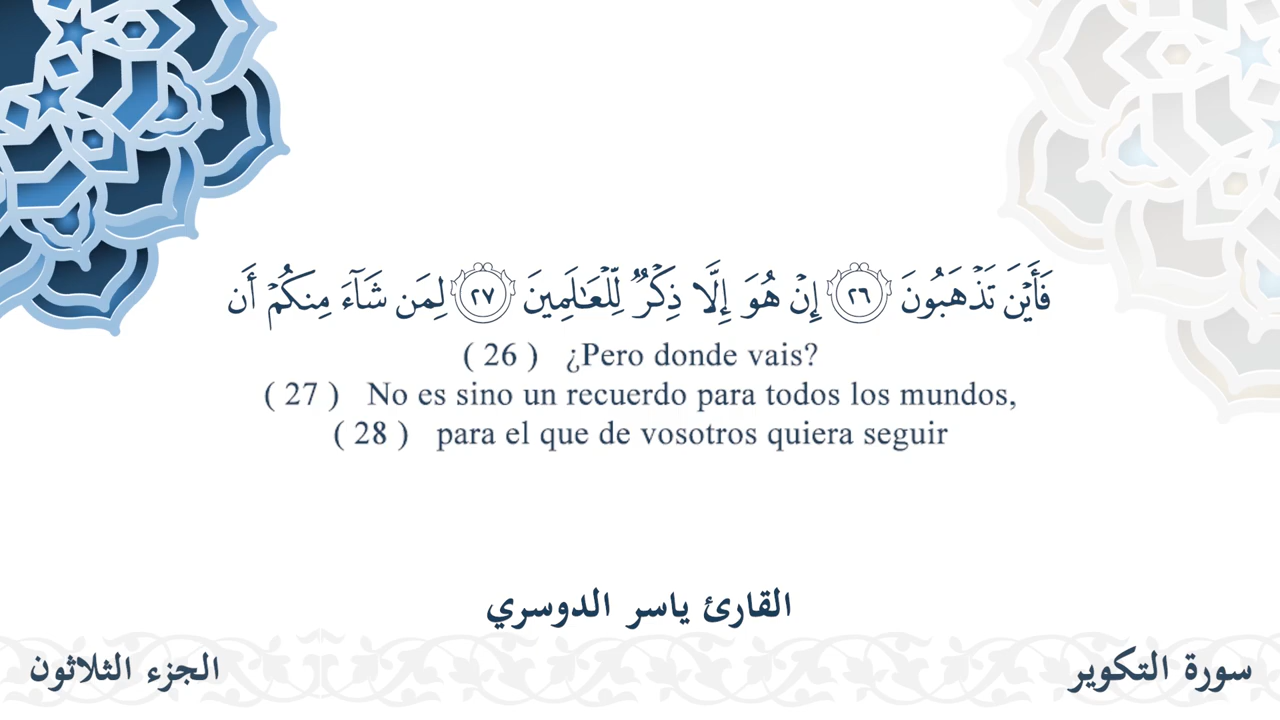 فَأَيۡنَ تَذۡهَبُونَ ٢٦ إِنۡ هُوَ إِلَّا ذِكۡرٞ لِّلۡعَٰلَمِينَ ٢٧ لِمَن شَآءَ مِنكُمۡ أَن
( 26 ) ¿Pero donde vais?
( 27 ) No es sino un recuerdo para todos los mundos,
( 28 ) para el que de vosotros quiera seguir
القارئ ياسر الدوسري
سورة التكوير
الجزء الثلاثون